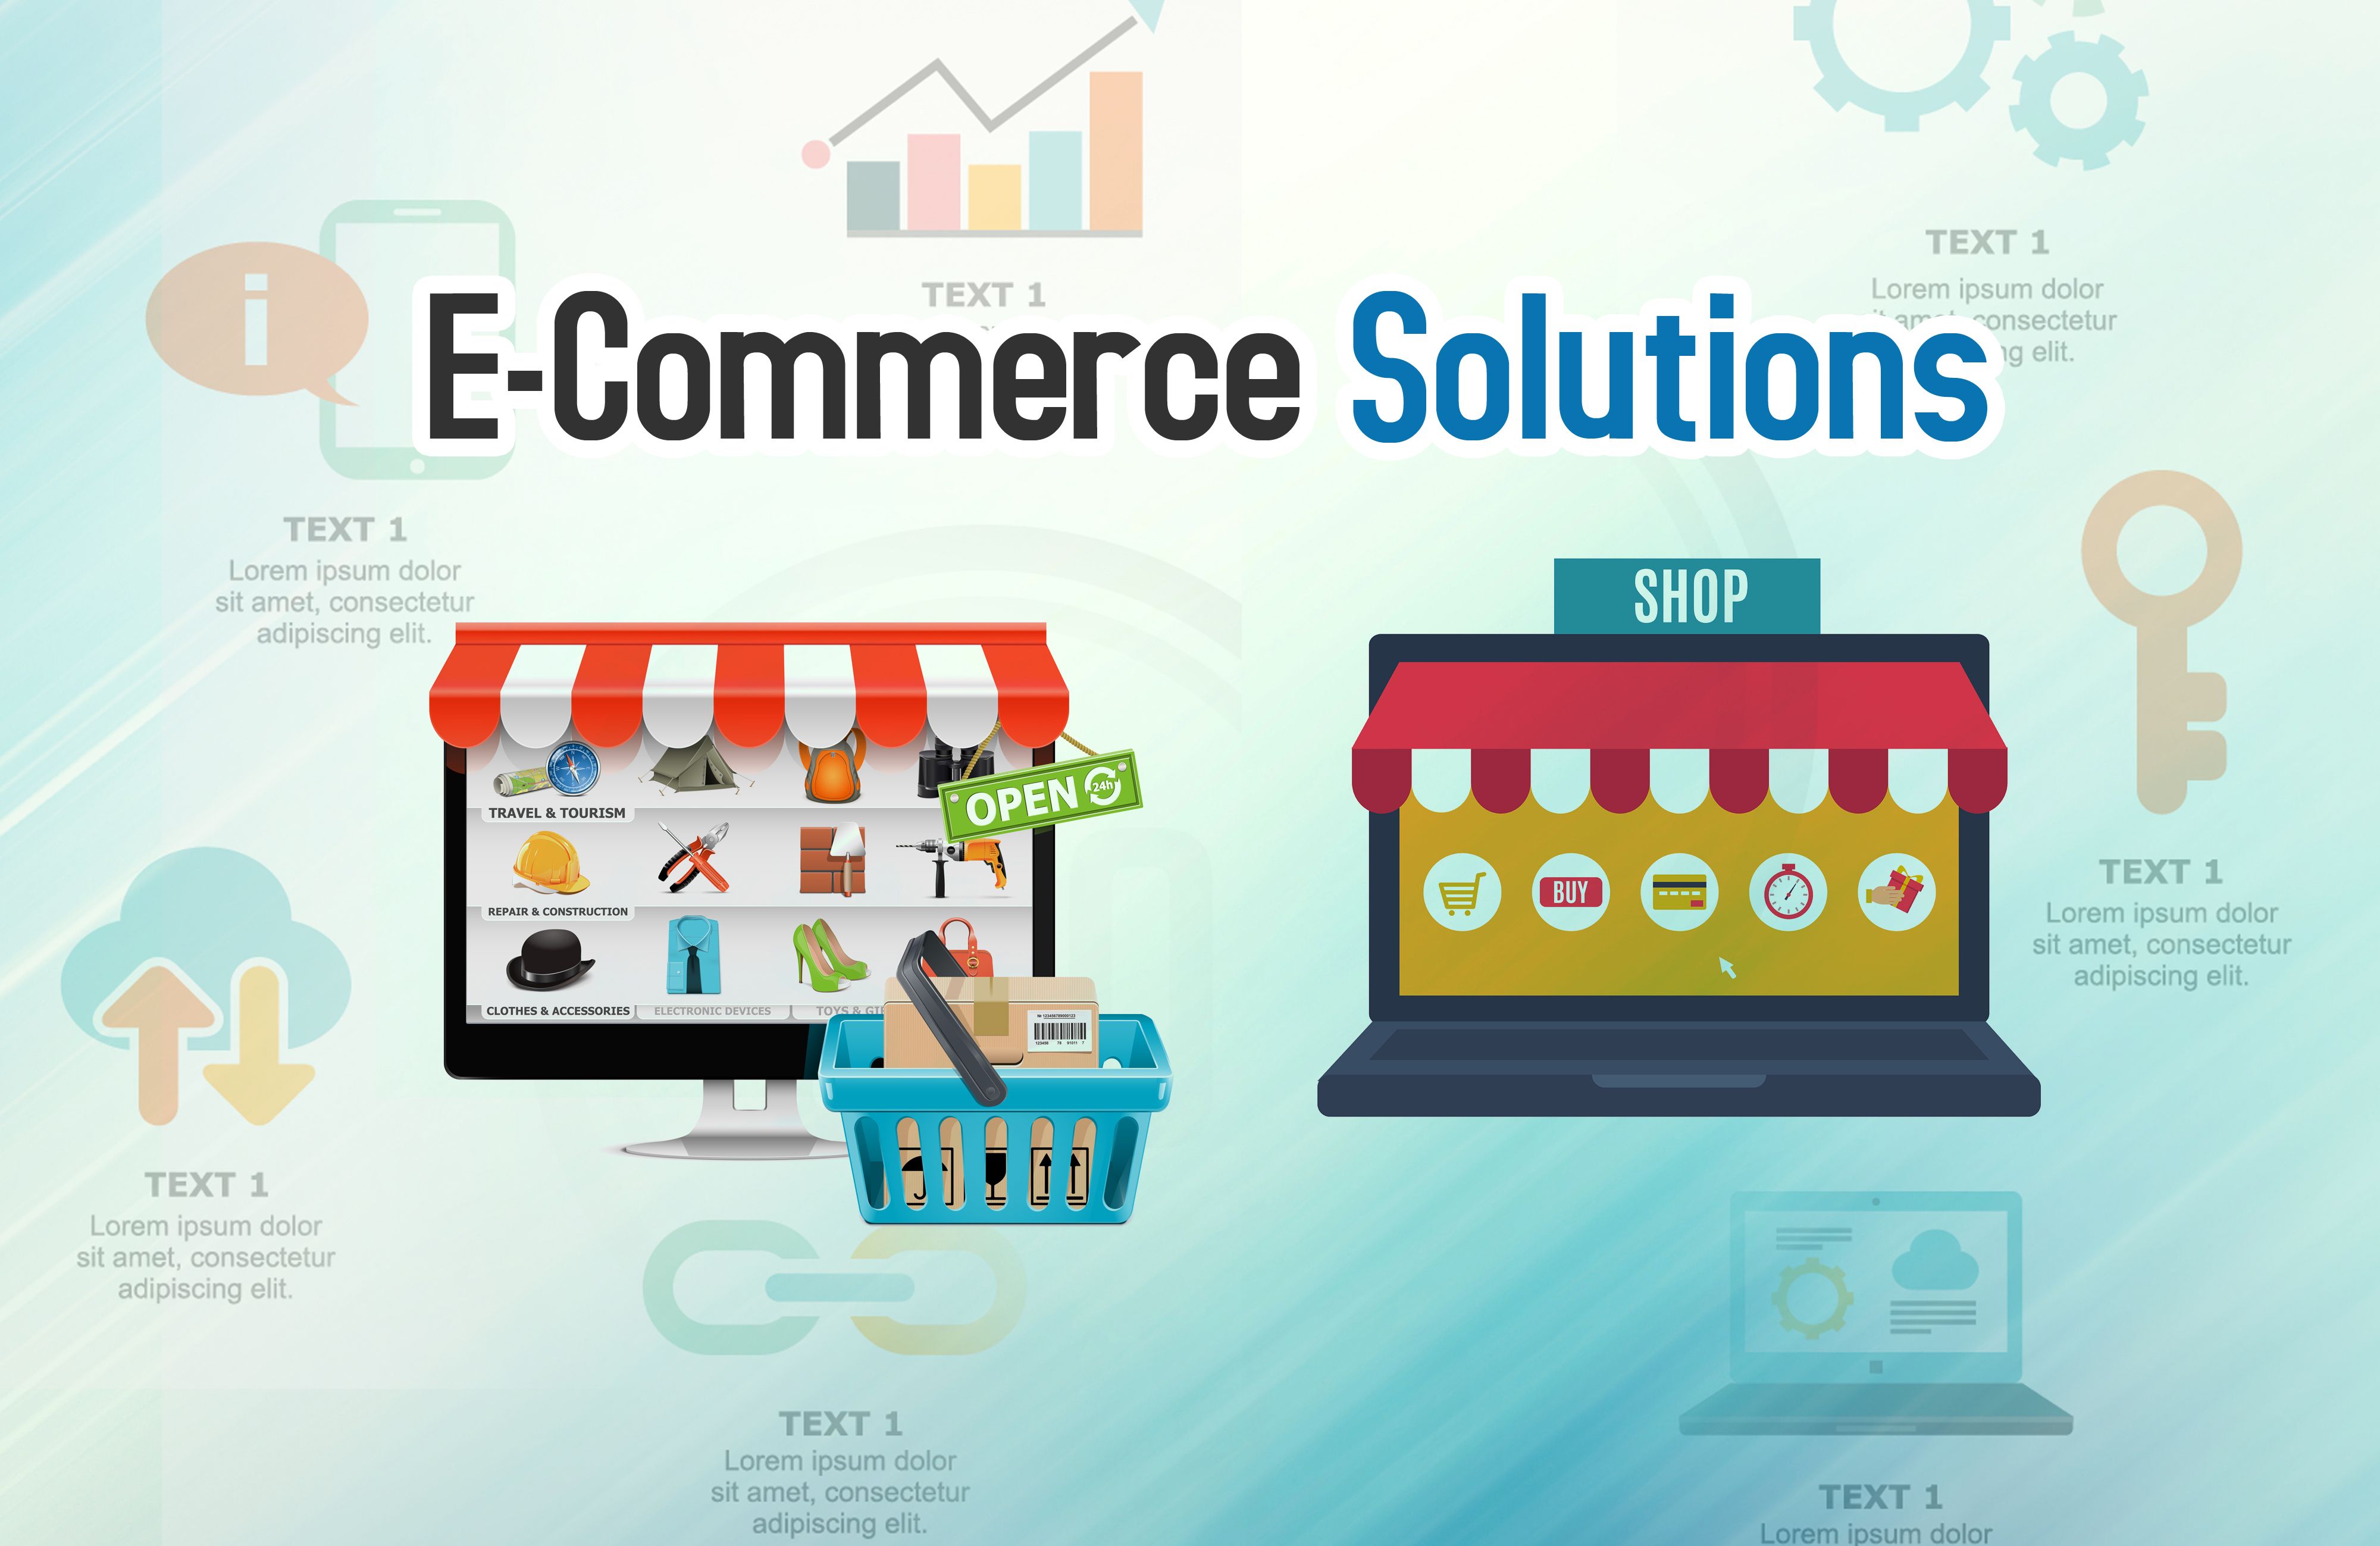 TEXT 1
TEXT 1
Lorem ipsum dolor
consectetur
elit.
i
E-Commerce Solutions
TEXT 1
Lorem ipsum dolor
sit amet, consectetur
adipiscing elit.
SHOP
OPEN 24h
TRAVEL & TOURISM
REPAIR & CONSTRUCTION
CLOTHES & ACCESSORIES
ELECTRONIC DEVICES
TOYS &
BUY
TEXT 1
Lorem ipsum dolor
sit amet, consectetur
adipiscing elit.
TEXT 1
Lorem ipsum dolor
sit amet, consectetur
adipiscing elit.
TEXT 1
Lorem ipsum dolor
sit amet, consectetur
adipiscing elit.
TEXT 1
Lorem ipsum dolor